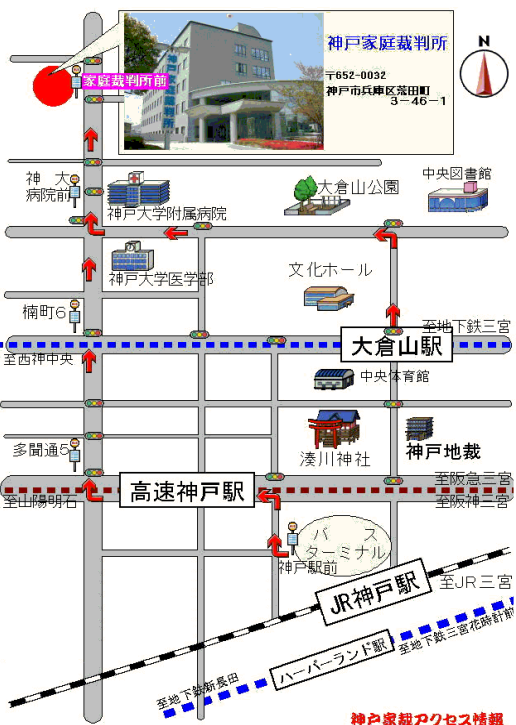 神戸家庭裁判所
〒652-0032
神戸市兵庫区荒田町
3-46-1
N
神戸家庭裁判所
家庭裁判所前
神大
病院前
神戸大学附属病院
大倉山公園
中央図書館
神戸大学医学部
文化ホール
楠町6
至地下鉄三宮
大倉山駅
至西神中央
中央体育館
多聞通5
湊川神社
神戸地裁
高速神戸駅
至阪急三宮
至山陽明石
至阪神三宮
バス
ターミナル
神戸駅前
JR神戸駅
至JR三宮
ハーバーランド駅
至地下鉄三宮花時計前
至地下鉄新長田
神戸家裁アクセス情報